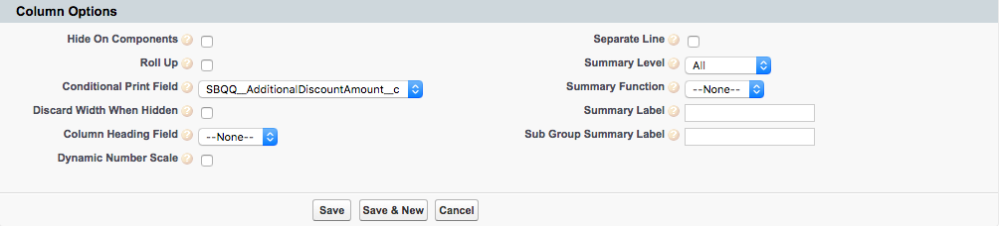 Column Options
Hide On Components ? Separate Line ?
Roll Up ? Summary Level ? All
Conditional Print Field ? SBQQ__AdditionalDiscountAmount__c Summary Function ? --None--
Discard Width When Hidden ? Summary Label ?
Column Heading Field ? --None-- Sub Group Summary Label ?
Dynamic Number Scale ?
Save Save & New Cancel